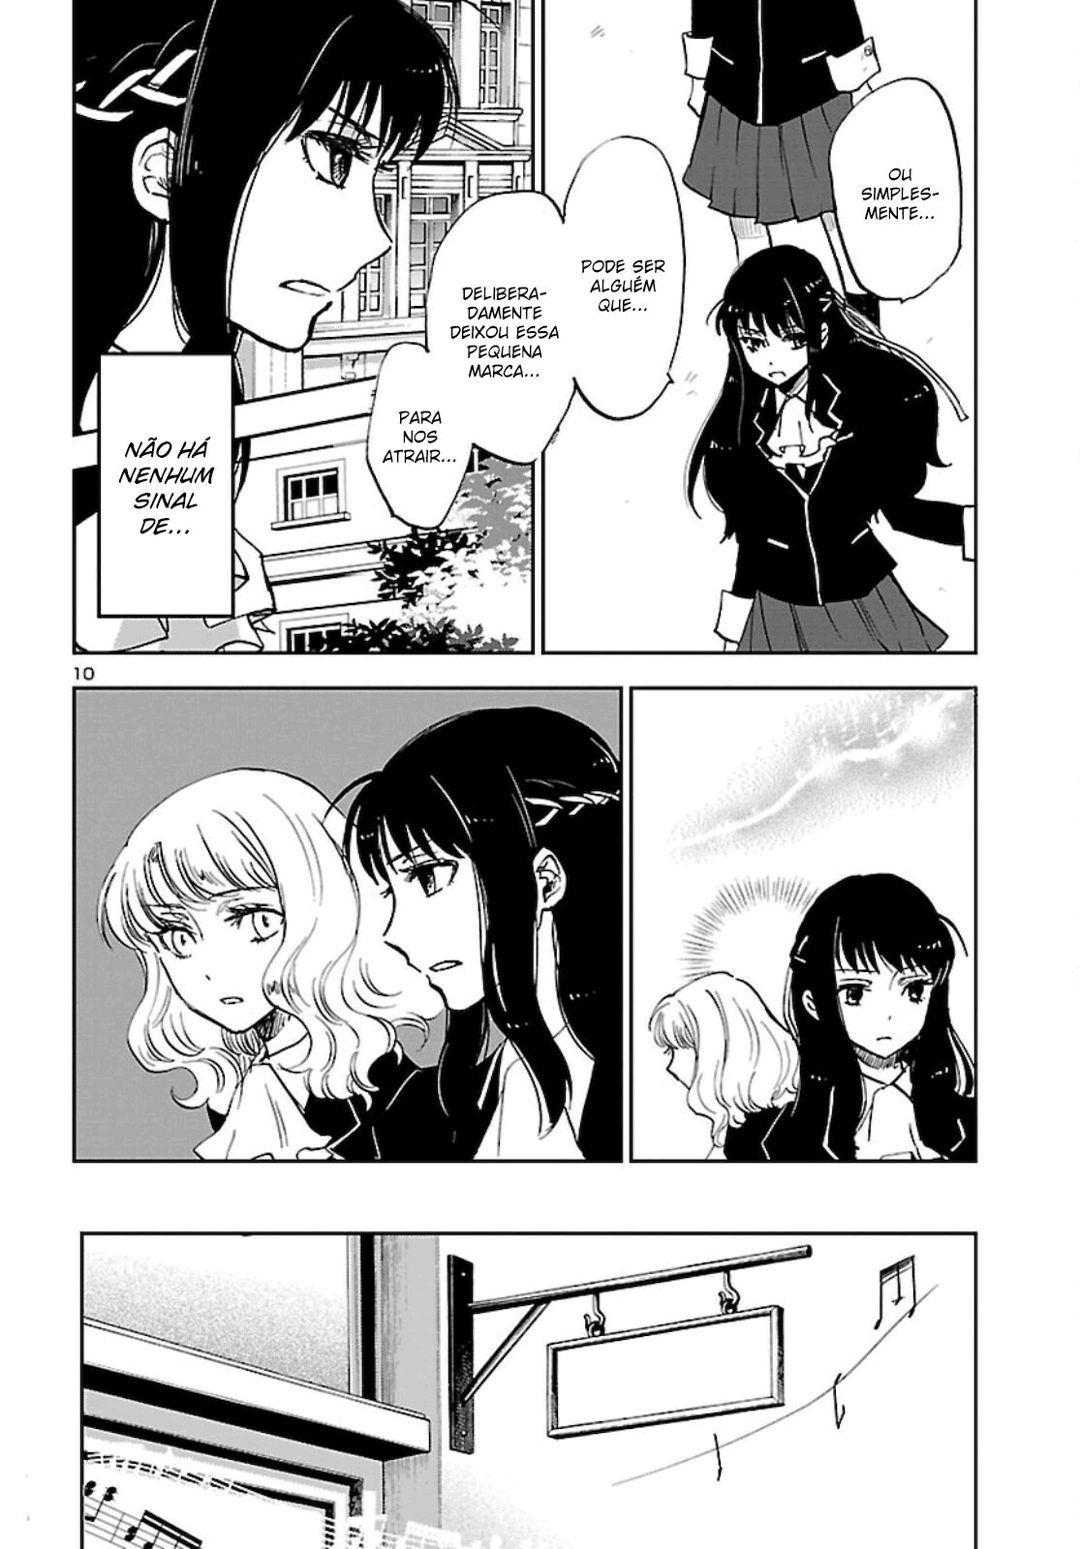 OU
SIMPLES-
MENTE...
PODE SER
ALGUÉM
QUE...
DELIBERA-
DAMENTE
DEIXOU ESSA
PEQUENA
MARCA...
PARA
NOS
ATRAIR...
NÃO HÁ
NENHUM
SINAL
DE...
10